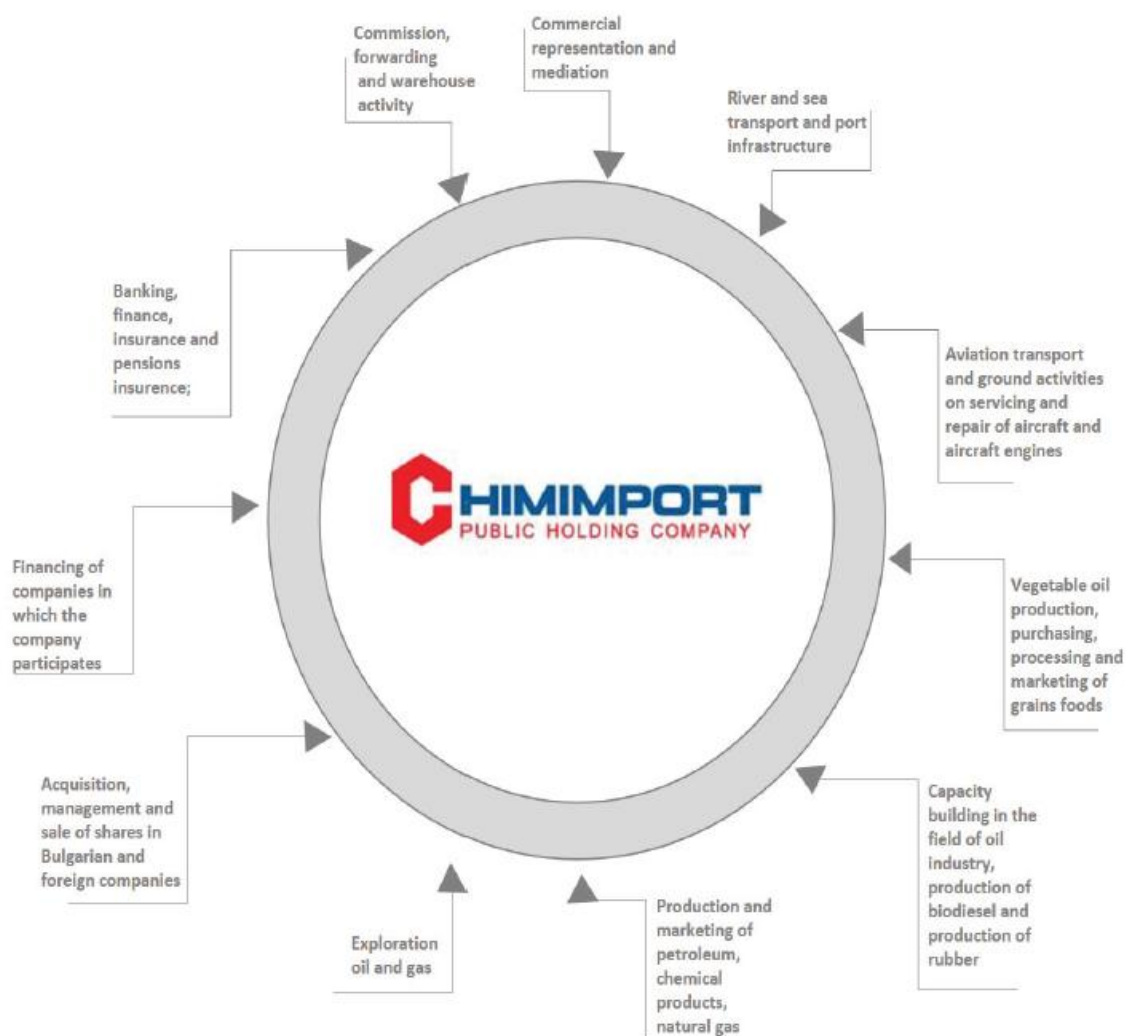 Commission,
forwarding
and warehouse
activity
Commercial
representation and
mediation
River and sea
transport and port
infrastructure
Aviation transport
and ground activities
on servicing and
repair of aircraft and
aircraft engines
Vegetable oil
production,
purchasing,
processing and
marketing of
grains foods
Capacity
building in the
field of oil
industry,
production of
biodiesel and
production of
rubber
Production and
marketing of
petroleum,
chemical
products,
natural gas
Exploration
oil and gas
Acquisition,
management and
sale of shares in
Bulgarian and
foreign companies
Financing of
companies in
which the
company
participates
Banking,
finance,
insurance and
pensions
insurence;
CHIMIMPORT
PUBLIC HOLDING COMPANY